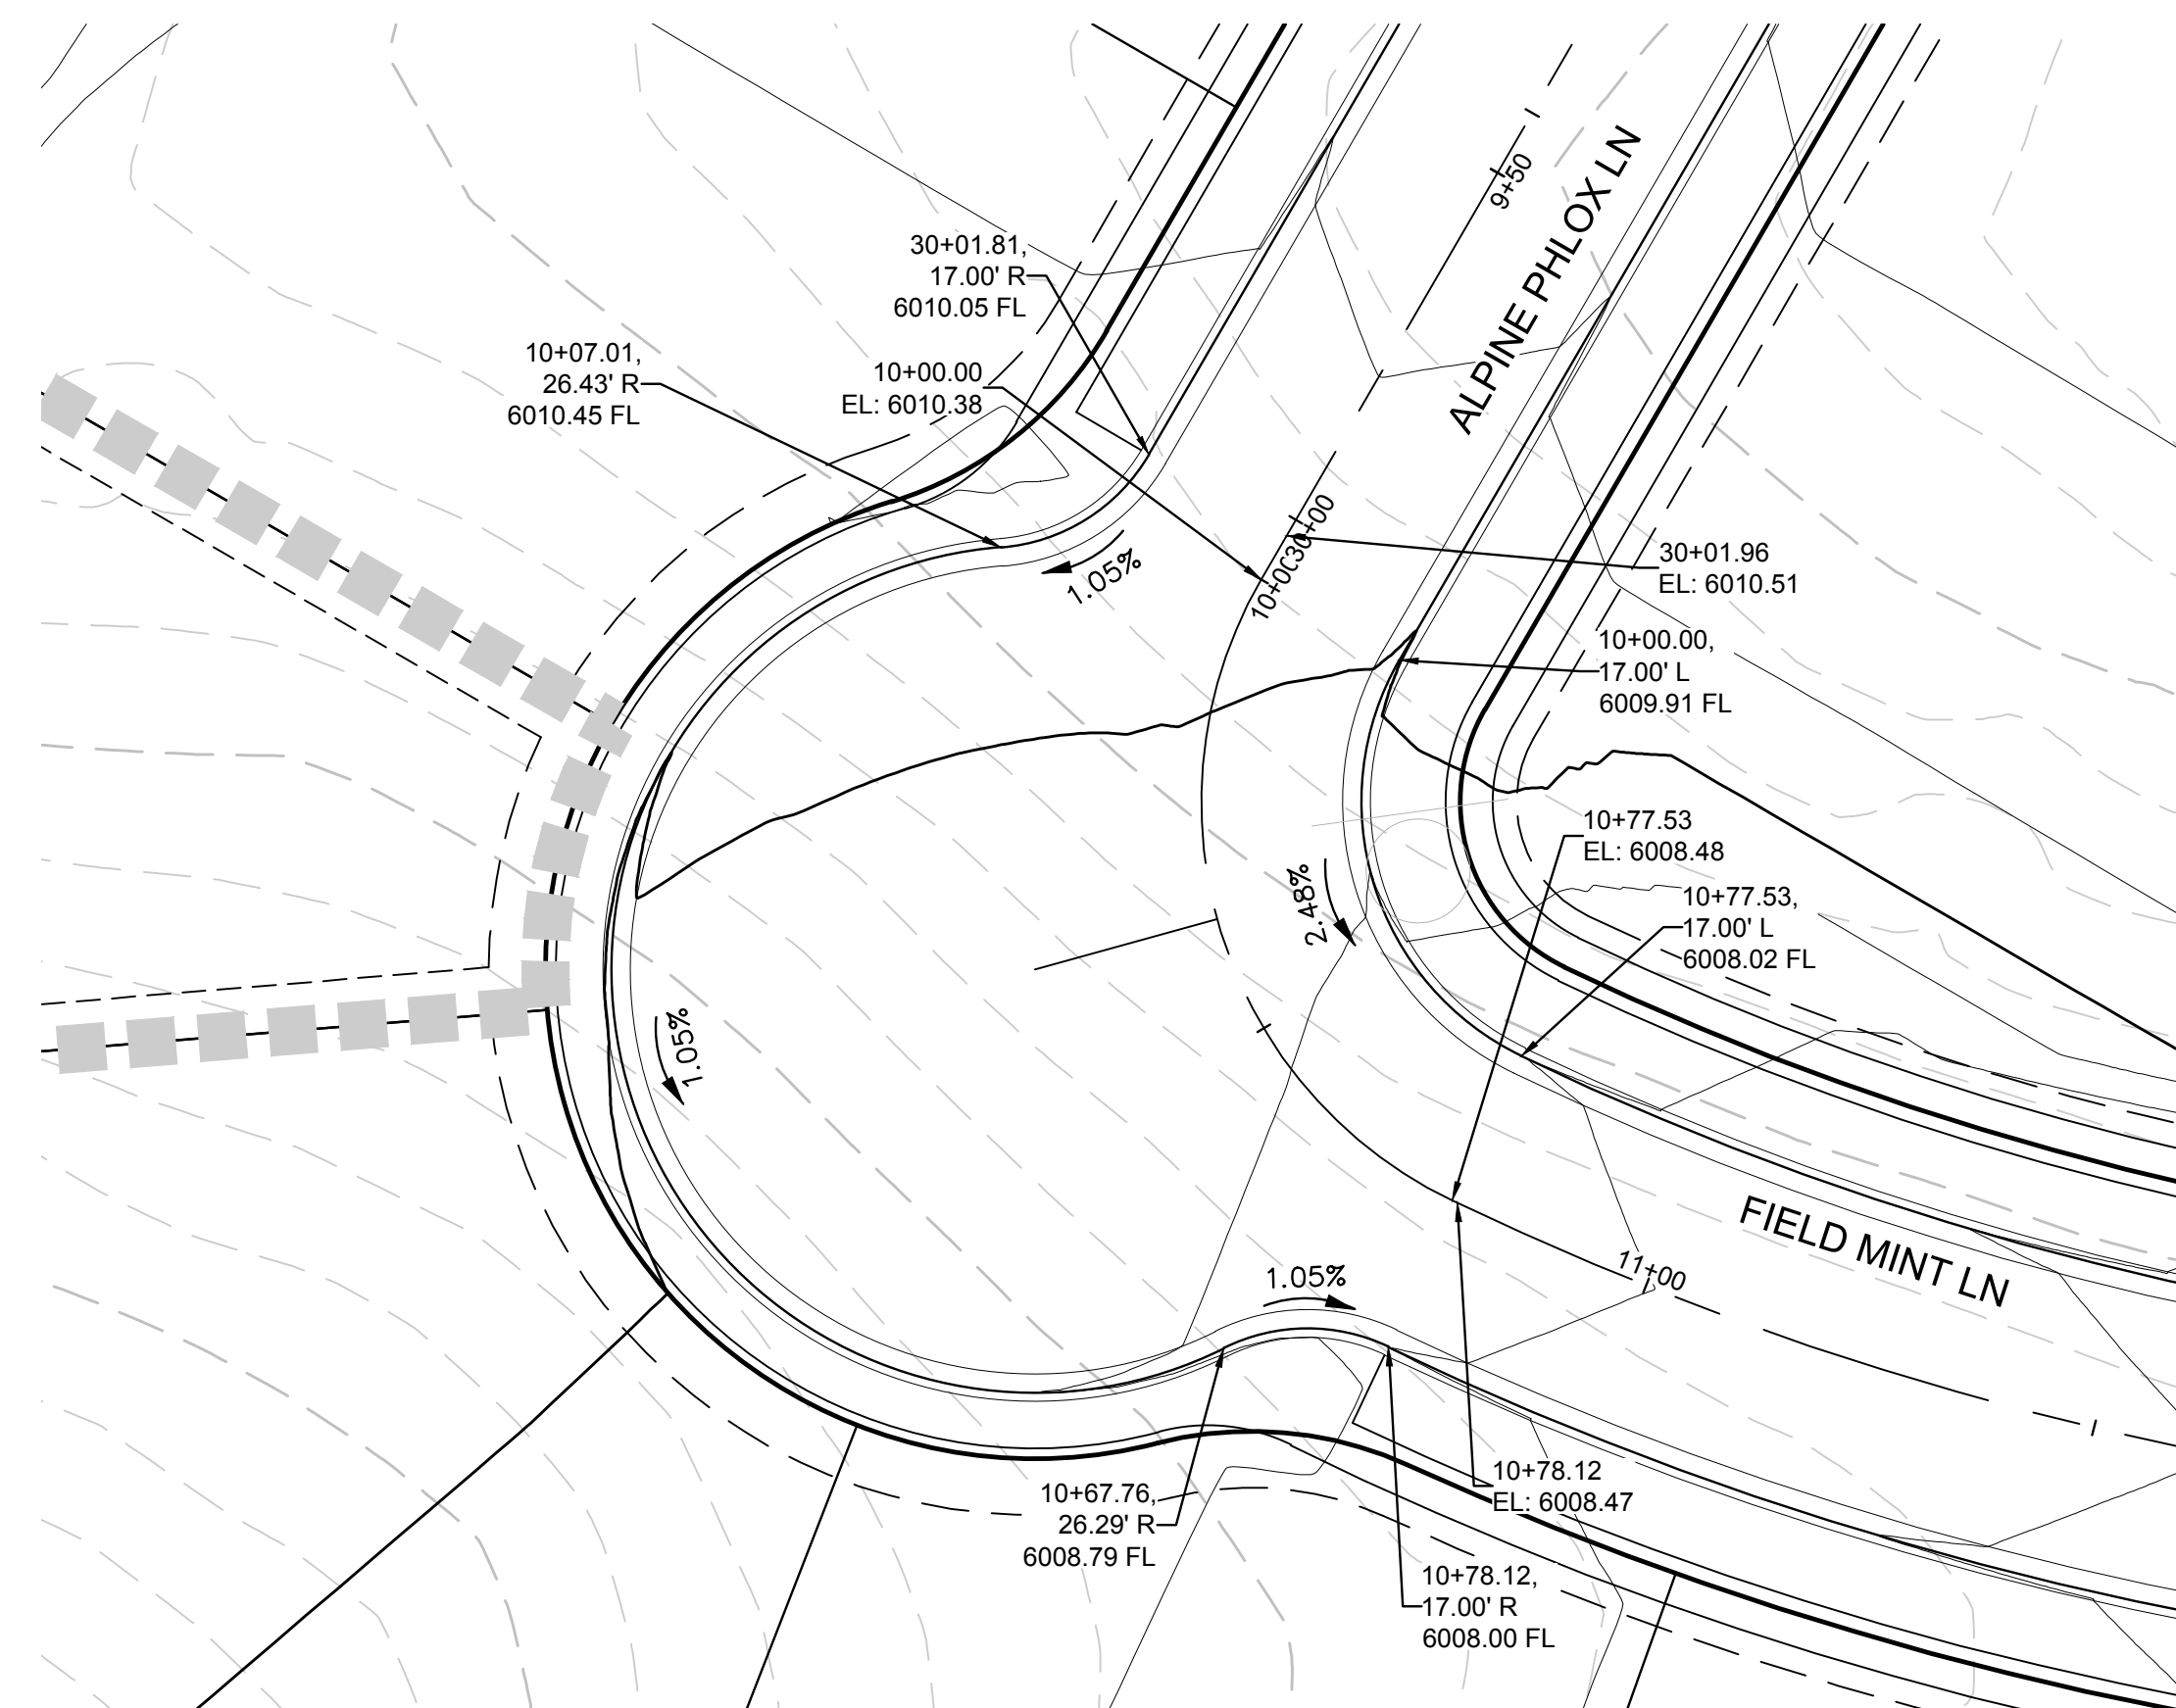 9+50
ALPINE PHLOX LN
30+01.81,
17.00' R
6010.05 FL
10+07.01,
26.43' R
6010.45 FL
10+00.00
EL: 6010.38
30+00
1.05%
30+01.96
EL: 6010.51
10+00.00,
17.00' L
6009.91 FL
10+77.53
EL: 6008.48
2.48%
10+77.53,
17.00' L
6008.02 FL
1.05%
FIELD MINT LN
11+00
1.05%
10+78.12
EL: 6008.47
10+67.76,
26.29' R
6008.79 FL
10+78.12,
17.00' R
6008.00 FL